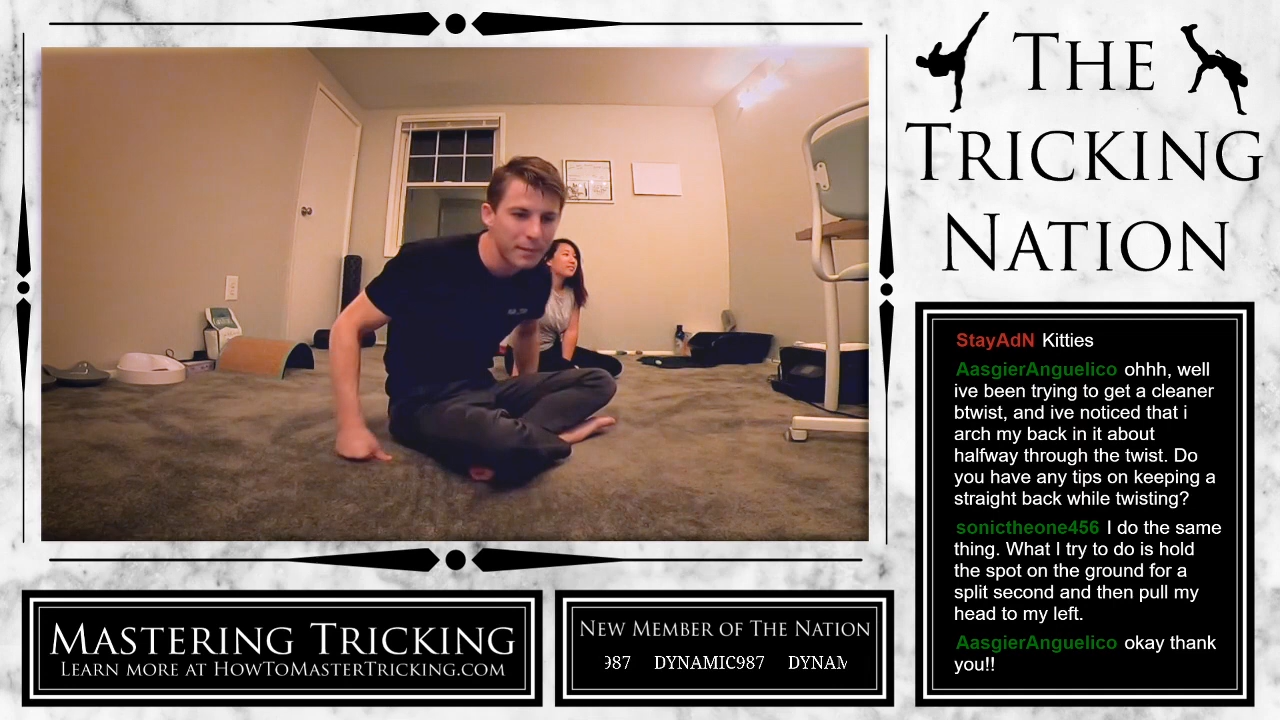 THE
TRICKING
NATION
StayAdN Kitties
AasgierAnguelico ohhh, well
ive been trying to get a cleaner
btwist, and ive noticed that i
arch my back in it about
halfway through the twist. Do
you have any tips on keeping a
straight back while twisting?
sonictheone456 I do the same
thing. What I try to do is hold
the spot on the ground for a
split second and then pull my
head to my left.
AasgierAnguelico okay thank
you!!
MASTERING TRICKING
LEARN MORE AT HOWTOMASTERTRICKING.COM
NEW MEMBER OF THE NATION
987 DYNAMIC987 DYNAM